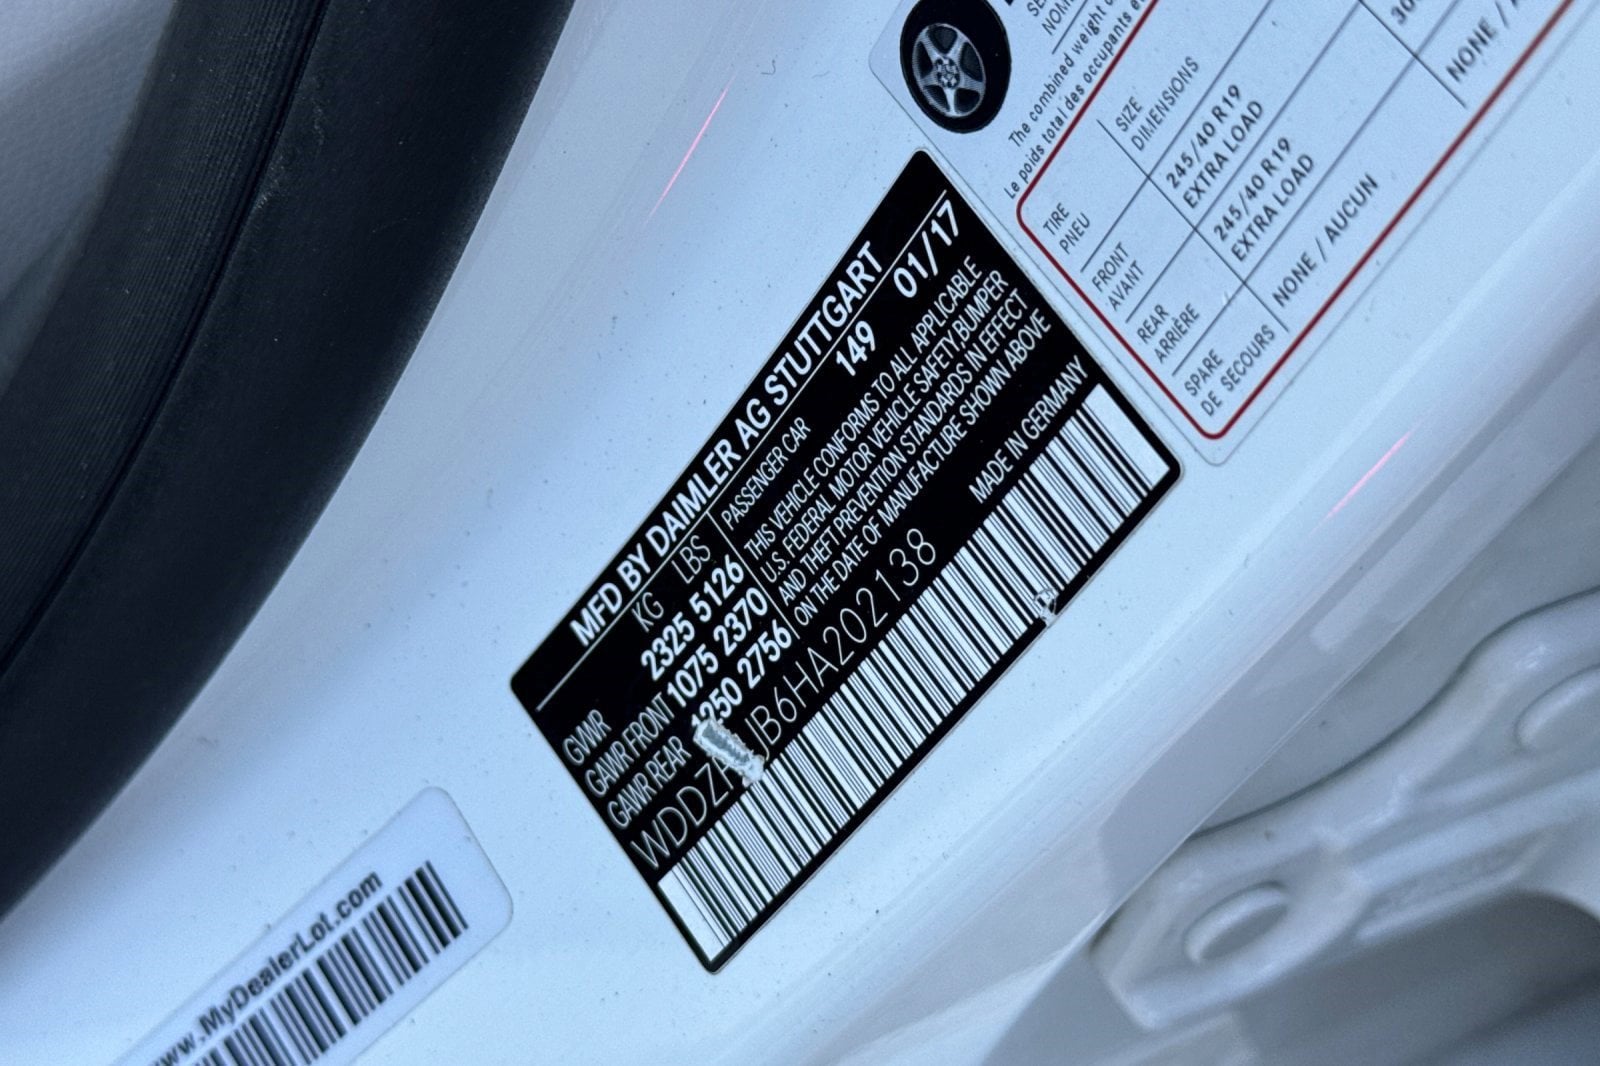 The combined weight
Le poids total des occupants
TIRE
PNEU
SIZE
DIMENSIONS
FRONT
AVANT
245/40 R19
EXTRA LOAD
REAR
ARRIÈRE
245/40 R19
EXTRA LOAD
SPARE
DE SECOURS
NONE / AUCUN
NONE /
MFD BY DAIMLER AG STUTTGART
KG LBS
PASSENGER CAR 149 01/17
GVWR 2325 5126
GAWR FRONT 1075 2370
GAWR REAR 1250 2756
THIS VEHICLE CONFORMS TO ALL APPLICABLE
U.S. FEDERAL MOTOR VEHICLE SAFETY,BUMPER
AND THEFT PREVENTION STANDARDS IN EFFECT
ON THE DATE OF MANUFACTURE SHOWN ABOVE
WDDZ JB6HA202138
MADE IN GERMANY
www.MyDealerLot.com